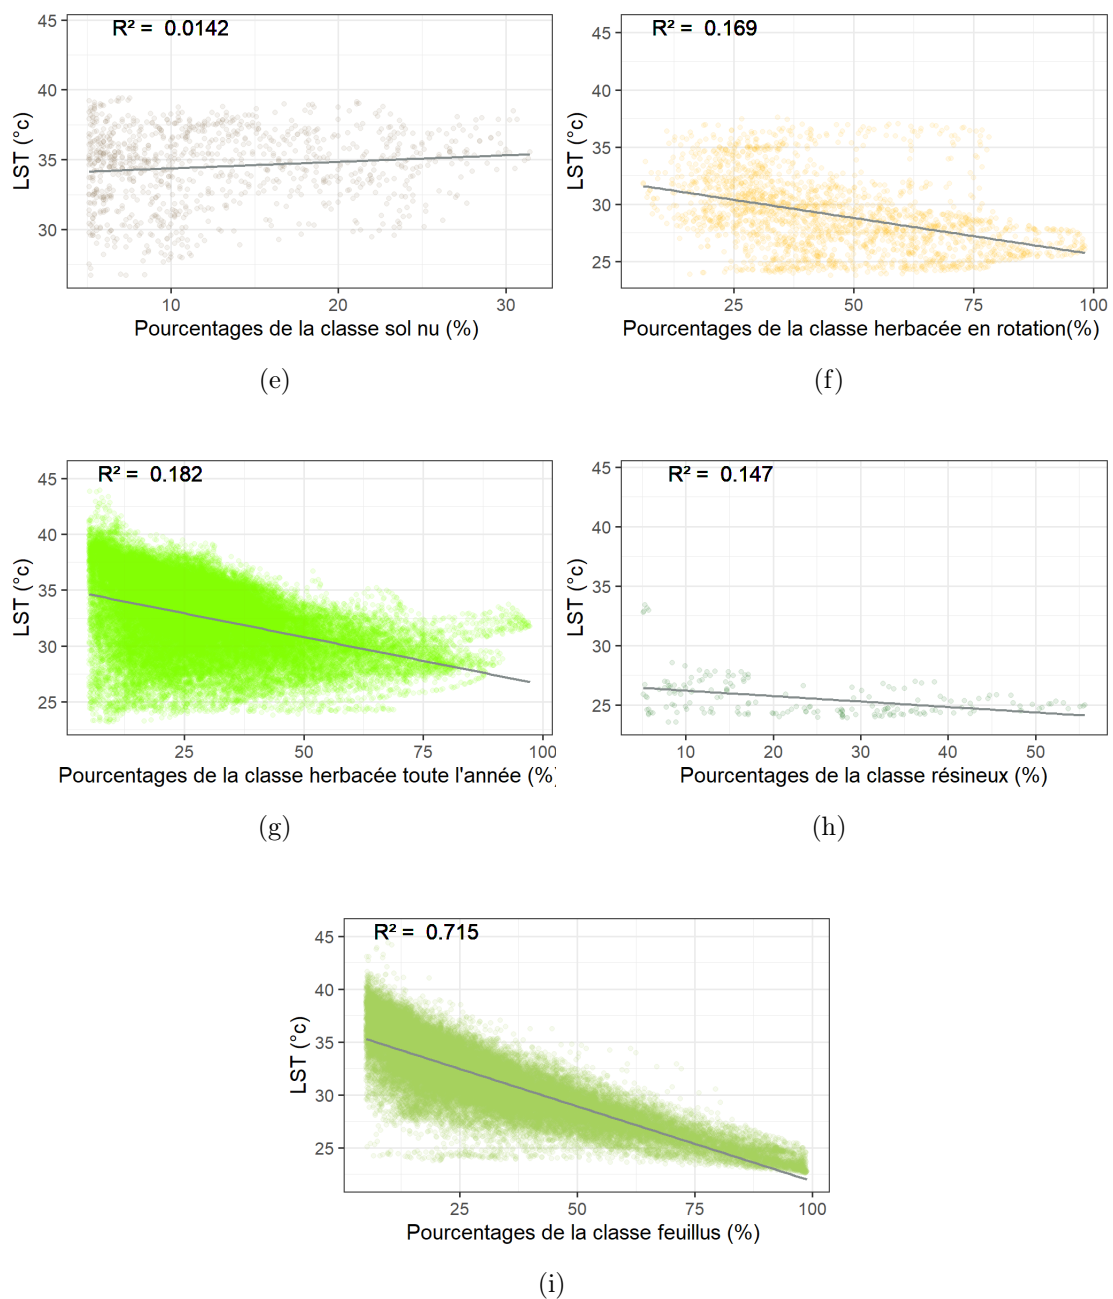 R² = 0.0142
45
40
35
30
LST (°c)
10
20
30
Pourcentages de la classe sol nu (%)
(e)
R² = 0.169
45
40
35
30
25
LST (°c)
25
50
75
100
Pourcentages de la classe herbacée en rotation(%)
(f)
R² = 0.182
45
40
35
30
25
LST (°c)
25
50
75
100
Pourcentages de la classe herbacée toute l'année (%)
(g)
R² = 0.147
45
40
35
30
25
LST (°c)
10
20
30
40
50
Pourcentages de la classe résineux (%)
(h)
R² = 0.715
45
40
35
30
25
LST (°c)
25
50
75
100
Pourcentages de la classe feuillus (%)
(i)